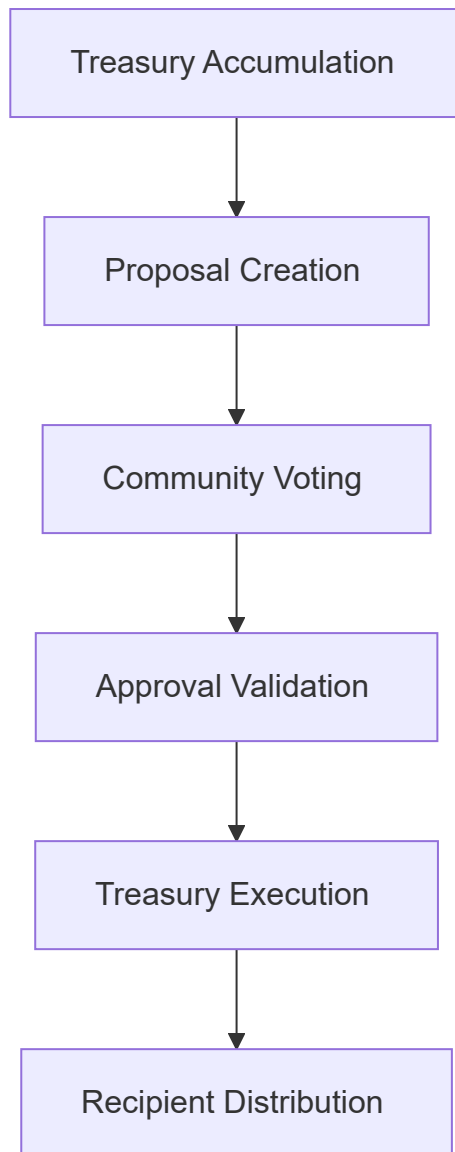 Treasury Accumulation
Proposal Creation
Community Voting
Approval Validation
Treasury Execution
Recipient Distribution